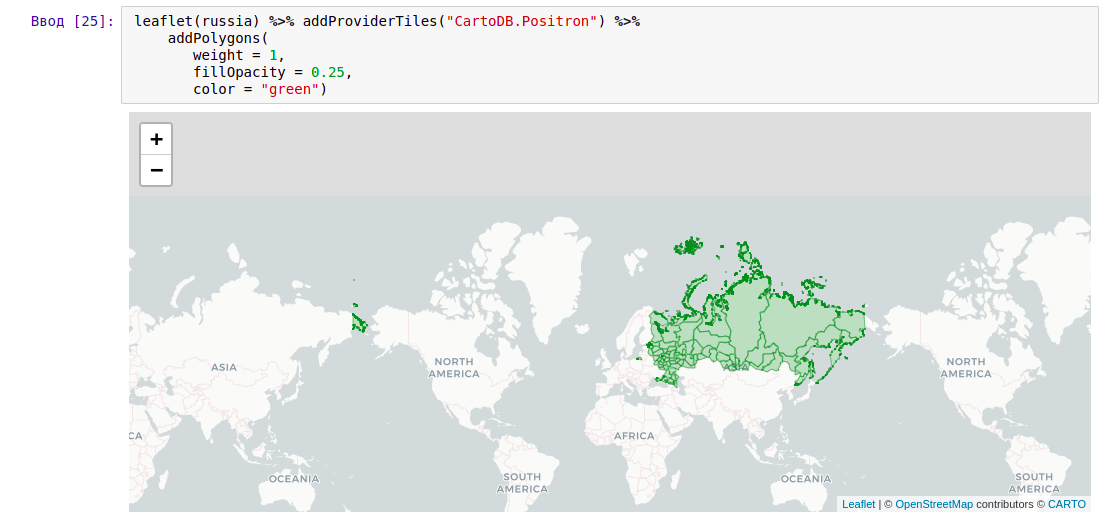 Ввод [25]: leaflet(russia) %>% addProviderTiles("CartoDB.Positron") %>%
addPolygons(
weight = 1,
fillOpacity = 0.25,
color = "green")
+
−
ASIA
NORTH
AMERICA
NORTH
AMERICA
CA
AFRICA
OCEANIA
SOUTH
AMERICA
OCEANIA
SOUTH
AMERICA
Leaflet | © OpenStreetMap contributors © CARTO